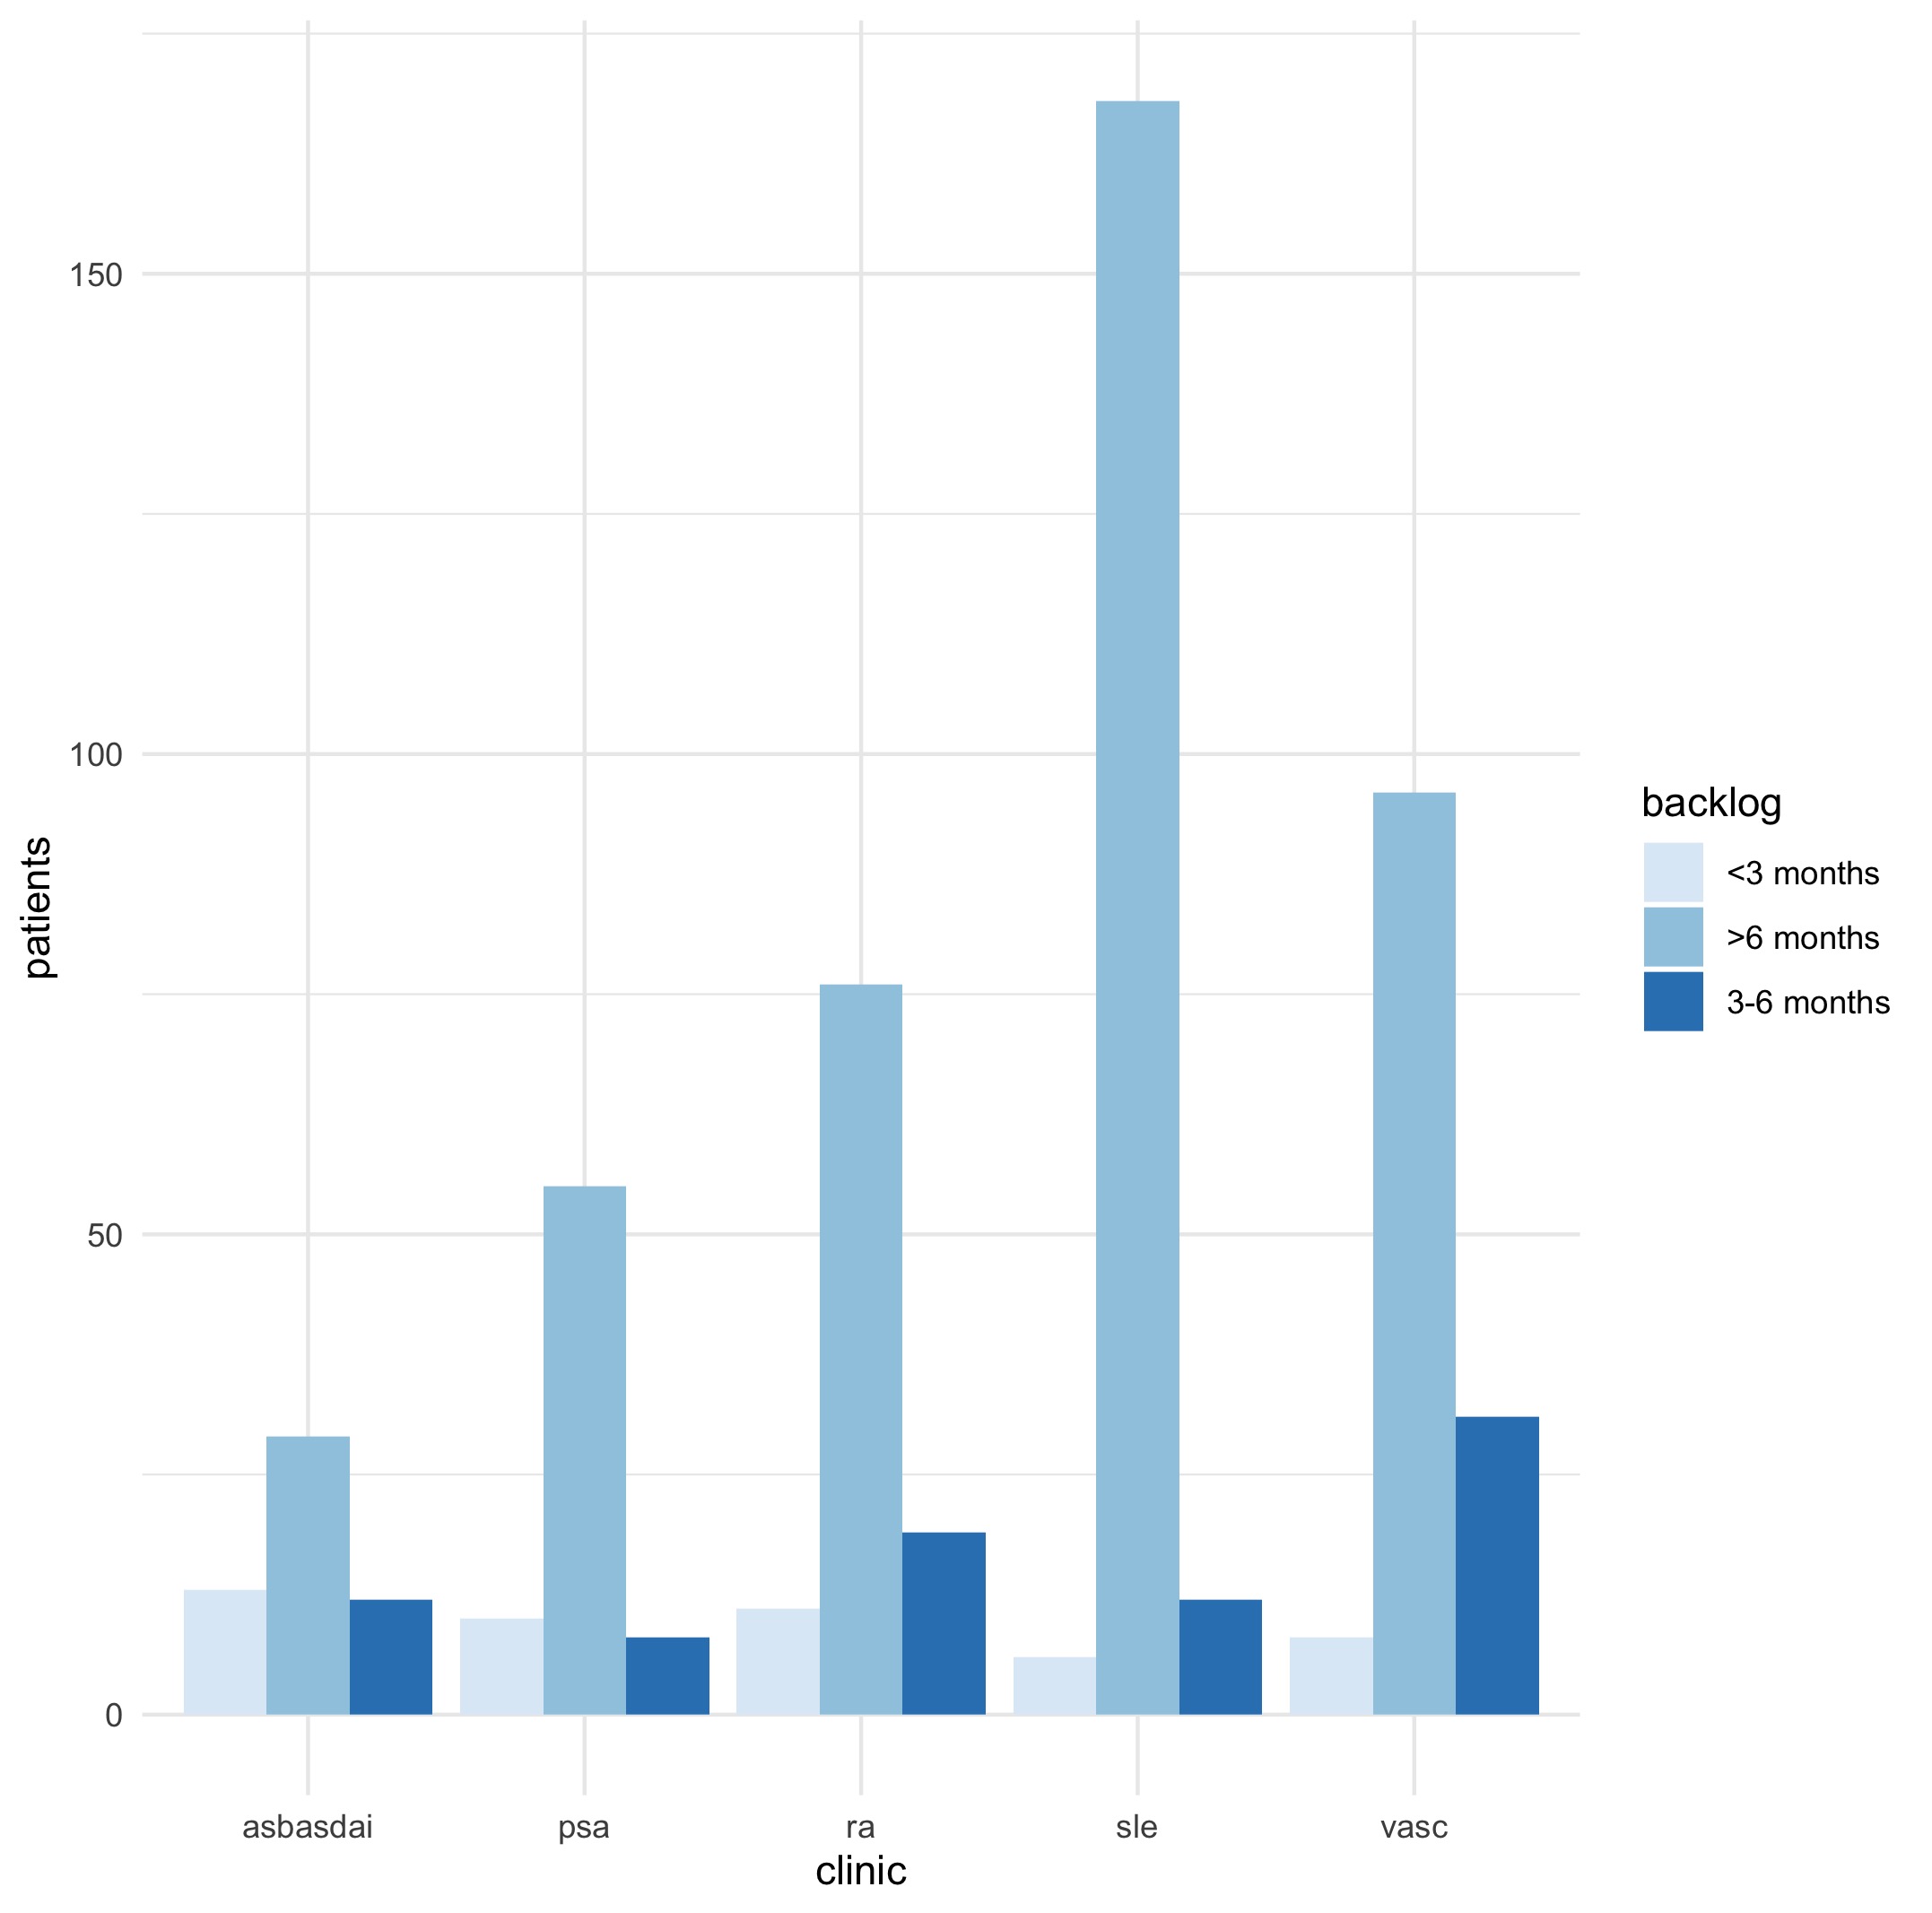 150
100
50
0
patients
asbasdai psa ra sle vasc
clinic
backlog
<3 months
>6 months
3-6 months